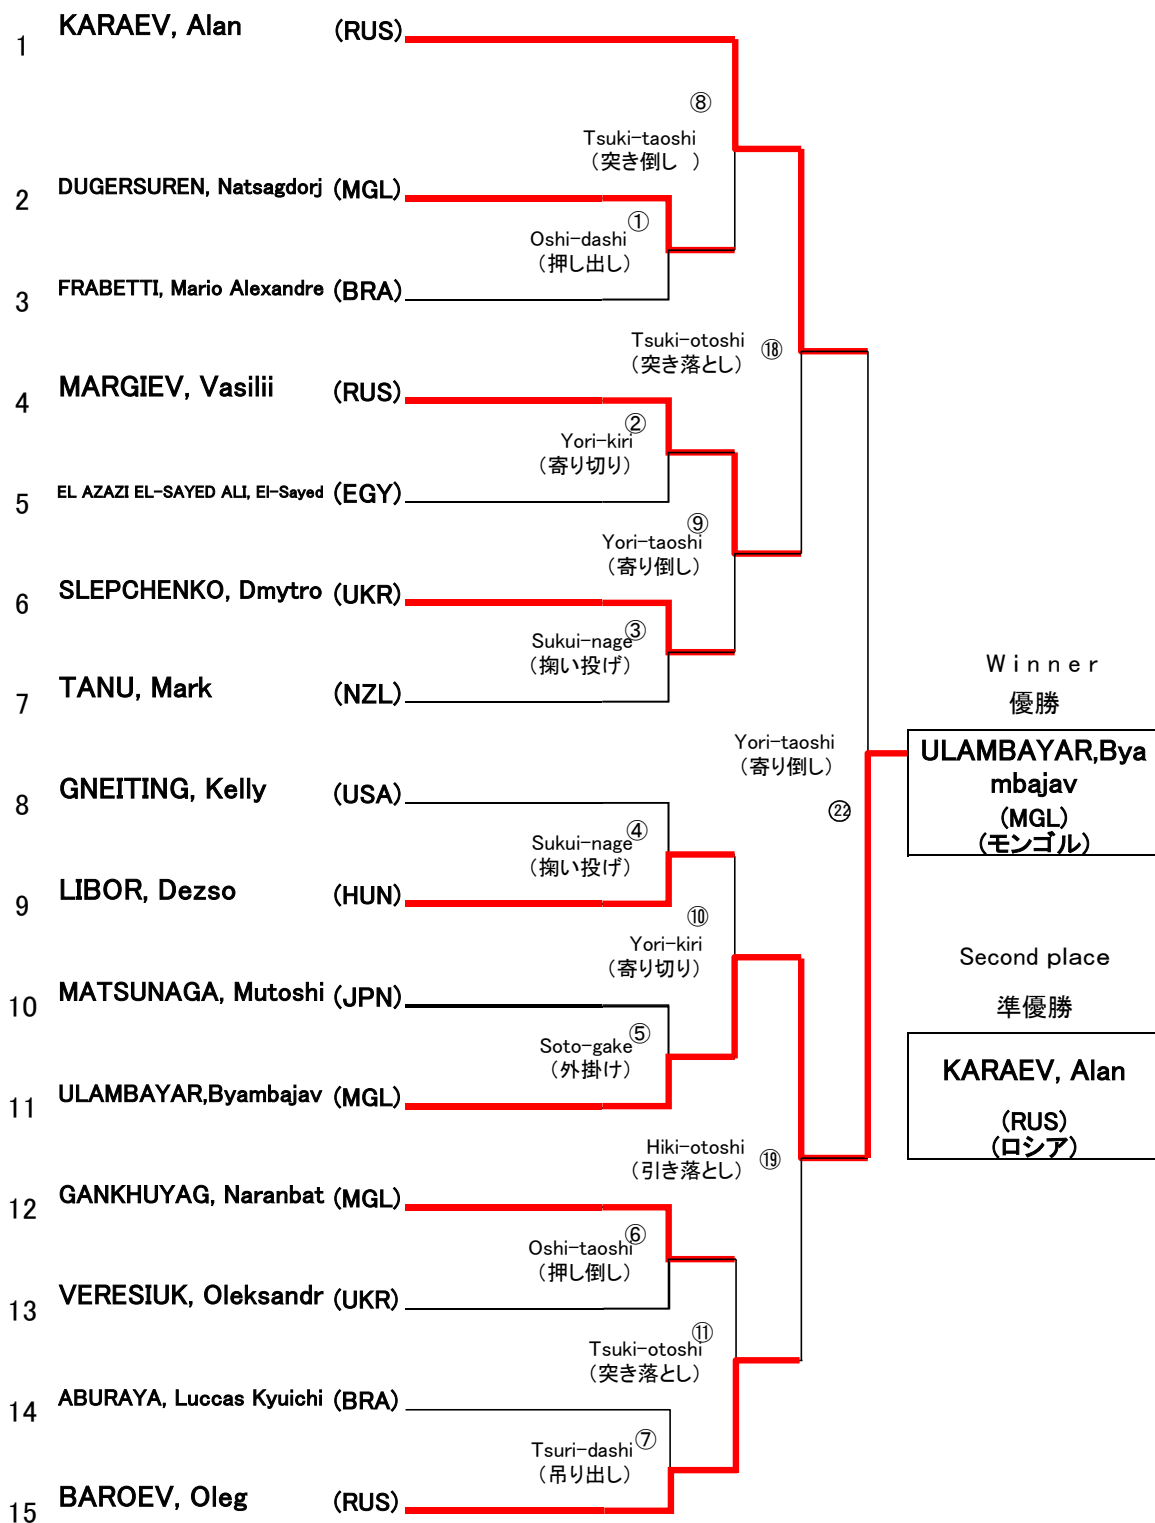 1 KARAEV, Alan (RUS)
⑧
Tsuki-taoshi
（突き倒し ）
2 DUGERSUREN, Natsagdorj (MGL)
①
Oshi-dashi
（押し出し）
3 FRABETTI, Mario Alexandre (BRA)
Tsuki-otoshi
（突き落とし）
⑱
4 MARGIEV, Vasilii (RUS)
②
Yori-kiri
（寄り切り）
5 EL AZAZI EL-SAYED ALI, El-Sayed (EGY)
⑨
Yori-taoshi
（寄り倒し）
6 SLEPCHENKO, Dmytro (UKR)
③
Sukui-nage
（掬い投げ）
7 TANU, Mark (NZL)
Winner
優勝
ULAMBAYAR,Bya
mbajav
(MGL)
(モンゴル)
Yori-taoshi
（寄り倒し）
㉒
8 GNEITING, Kelly (USA)
④
Sukui-nage
（掬い投げ）
9 LIBOR, Dezso (HUN)
⑩
Yori-kiri
（寄り切り）
Second place
準優勝
KARAEV, Alan
(RUS)
(ロシア)
10 MATSUNAGA, Mutoshi (JPN)
⑤
Soto-gake
（外掛け）
11 ULAMBAYAR,Byambajav (MGL)
Hiki-otoshi
（引き落とし）
⑲
12 GANKHUYAG, Naranbat (MGL)
⑥
Oshi-taoshi
（押し倒し）
13 VERESIUK, Oleksandr (UKR)
⑪
Tsuki-otoshi
（突き落とし）
14 ABURAYA, Luccas Kyuichi (BRA)
⑦
Tsuri-dashi
（吊り出し）
15 BAROEV, Oleg (RUS)